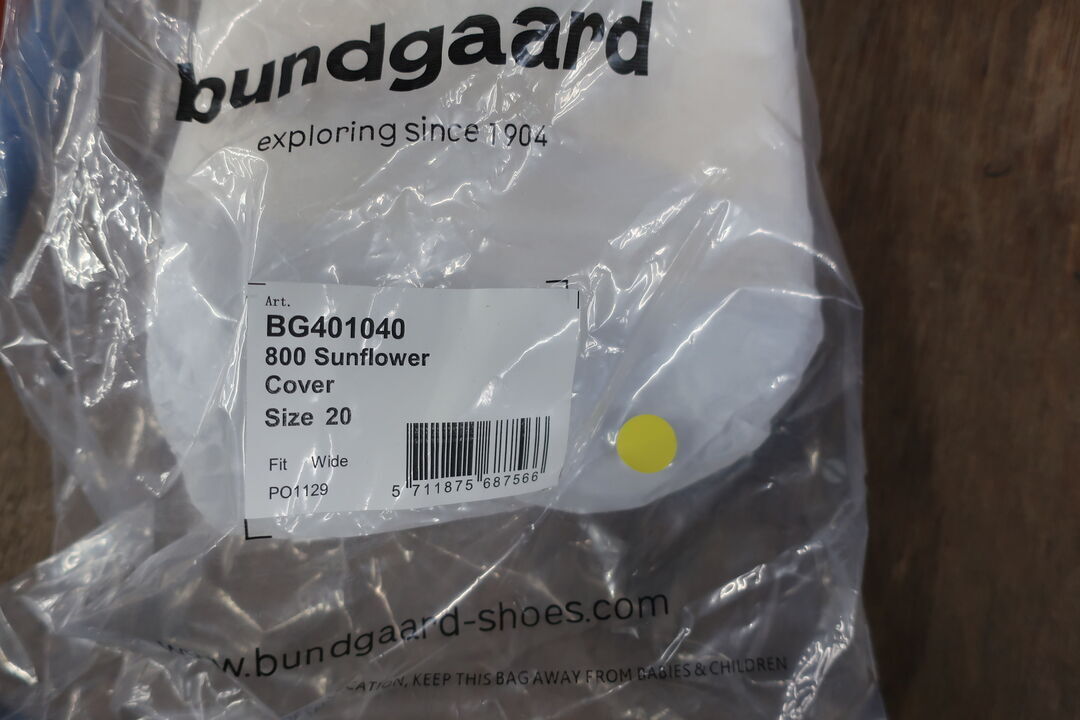 bundgaard
exploring since 1904
Art.
BG401040
800 Sunflower
Cover
Size 20
Fit Wide
PO1129
5 711875 687566
www.bundgaard-shoes.com
KEEP THIS BAG AWAY FROM BABIES & CHILDREN